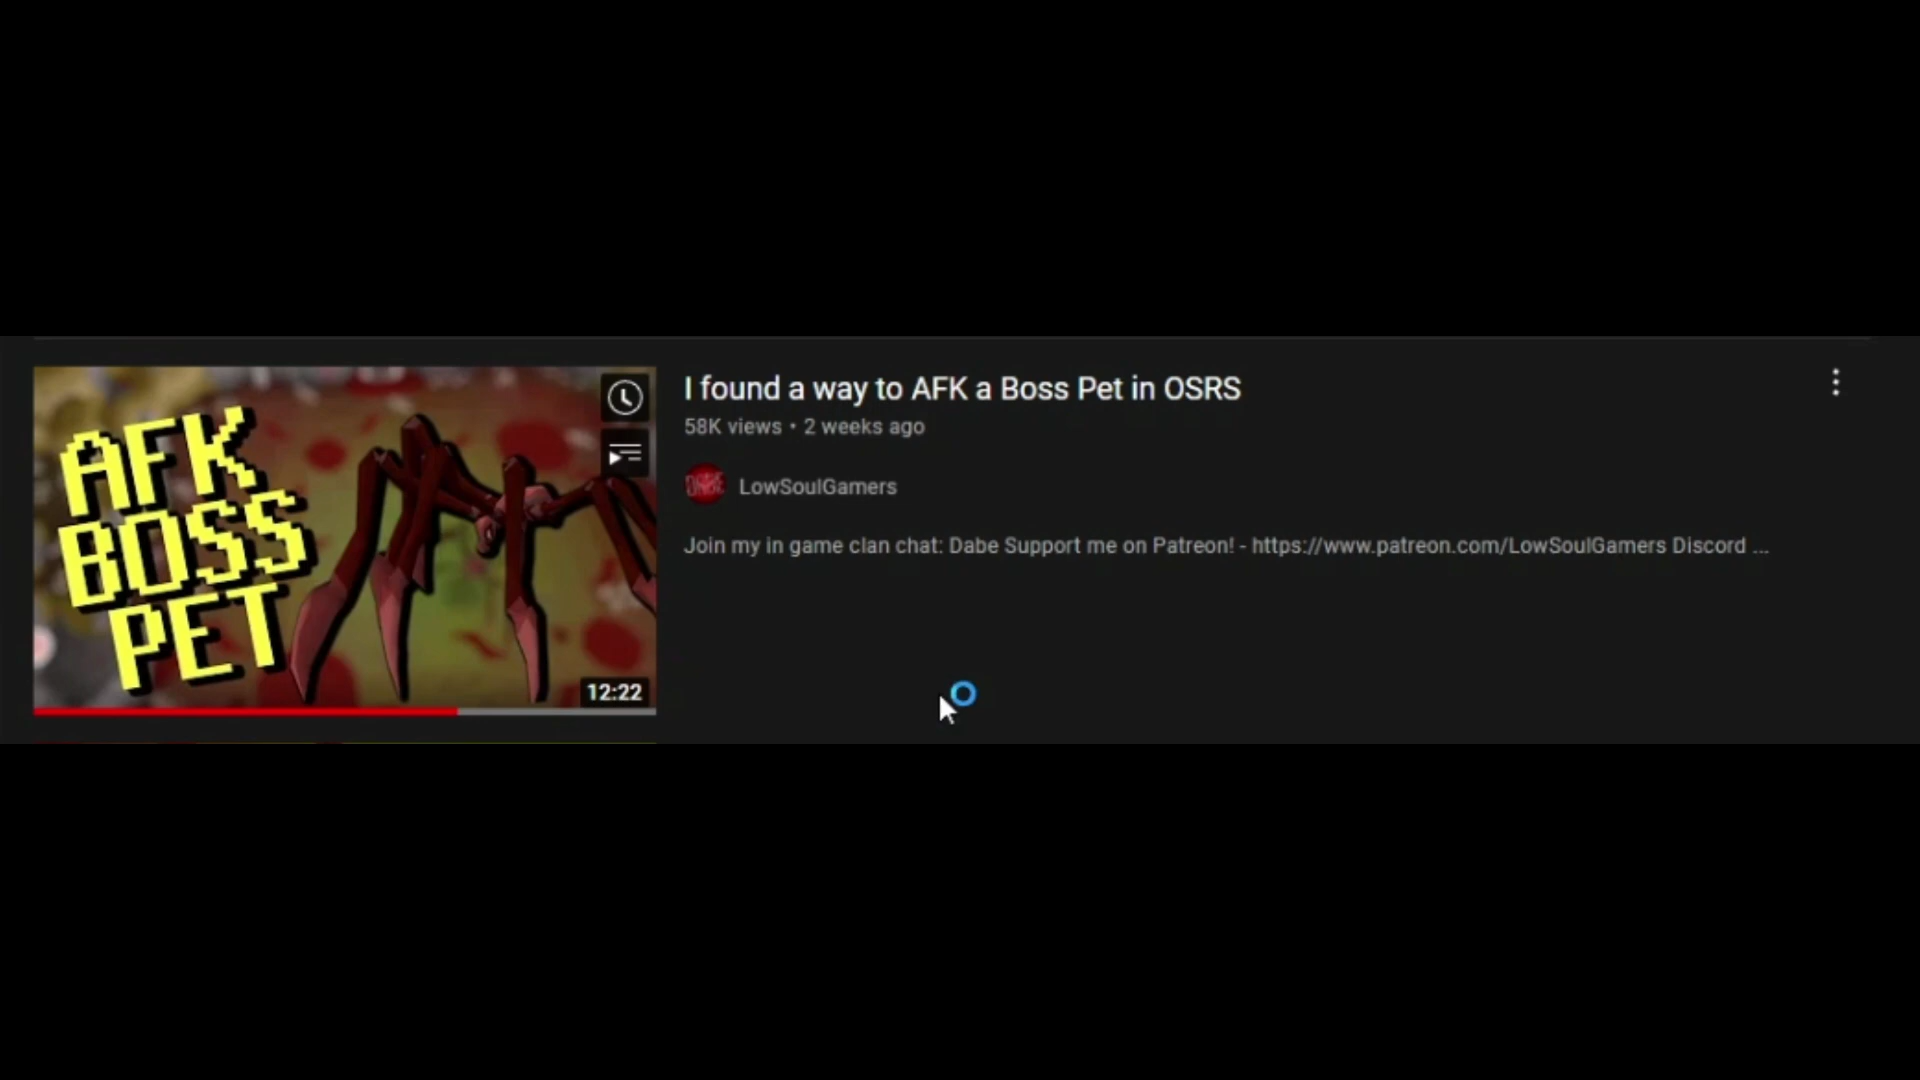 AFK
BOSS
PET
12:22
I found a way to AFK a Boss Pet in OSRS
58K views • 2 weeks ago
LowSoulGamers
Join my in game clan chat: Dabe Support me on Patreon! - https://www.patreon.com/LowSoulGamers Discord ...